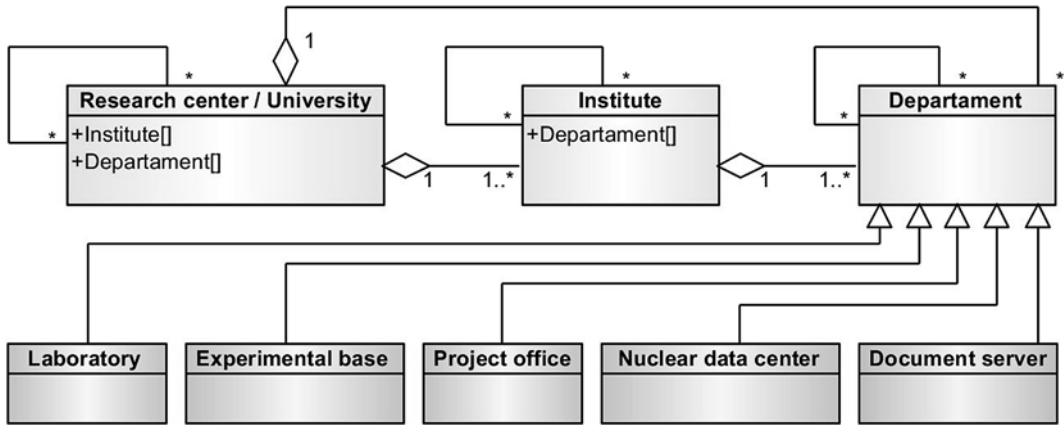 1
*
*
*
*
*
*
*
Research center / University
Institute
Departament
+Institute[]
+Departament[]
+Departament[]
1
1..*
1
1..*
Laboratory
Experimental base
Project office
Nuclear data center
Document server